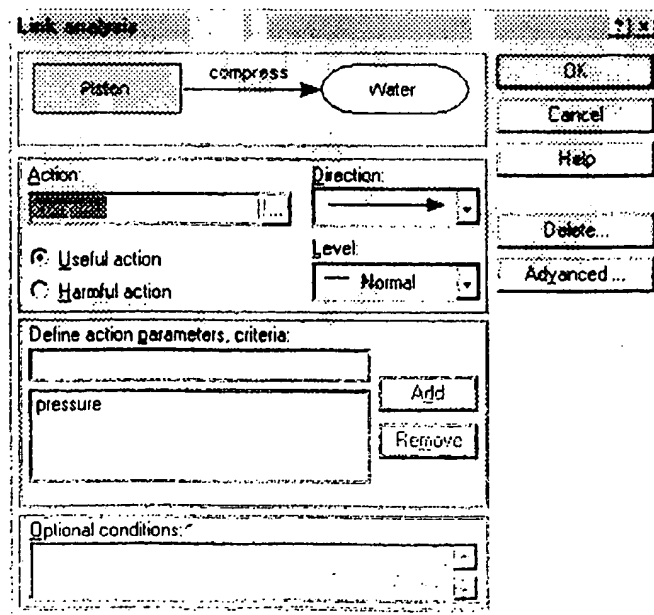 Link analysis
compress
Piston
Water
OK
Cancel
Help
Action:
Direction:
...
Useful action
Harmful action
Level:
Normal
Delete...
Advanced ...
Define action parameters, criteria:
Add
pressure
Remove
Optional conditions: